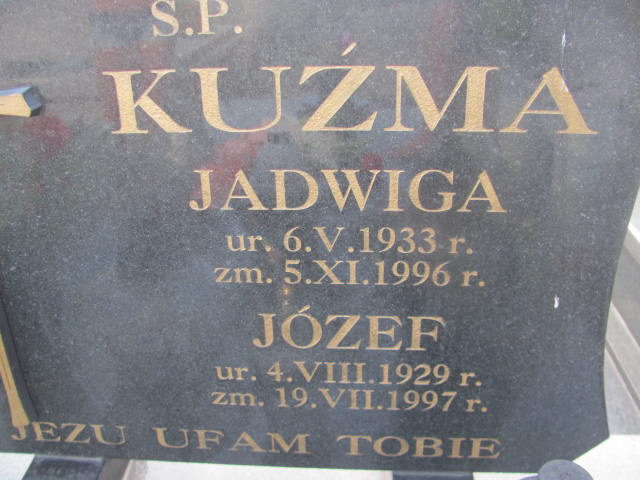 Ś.P.
KUŹMA
JADWIGA
ur. 6.V.1933 r.
zm. 5.XI.1996 r.
JÓZEF
ur. 4.VIII.1929 r.
zm. 19.VII.1997 r.
JEZU UFAM TOBIE